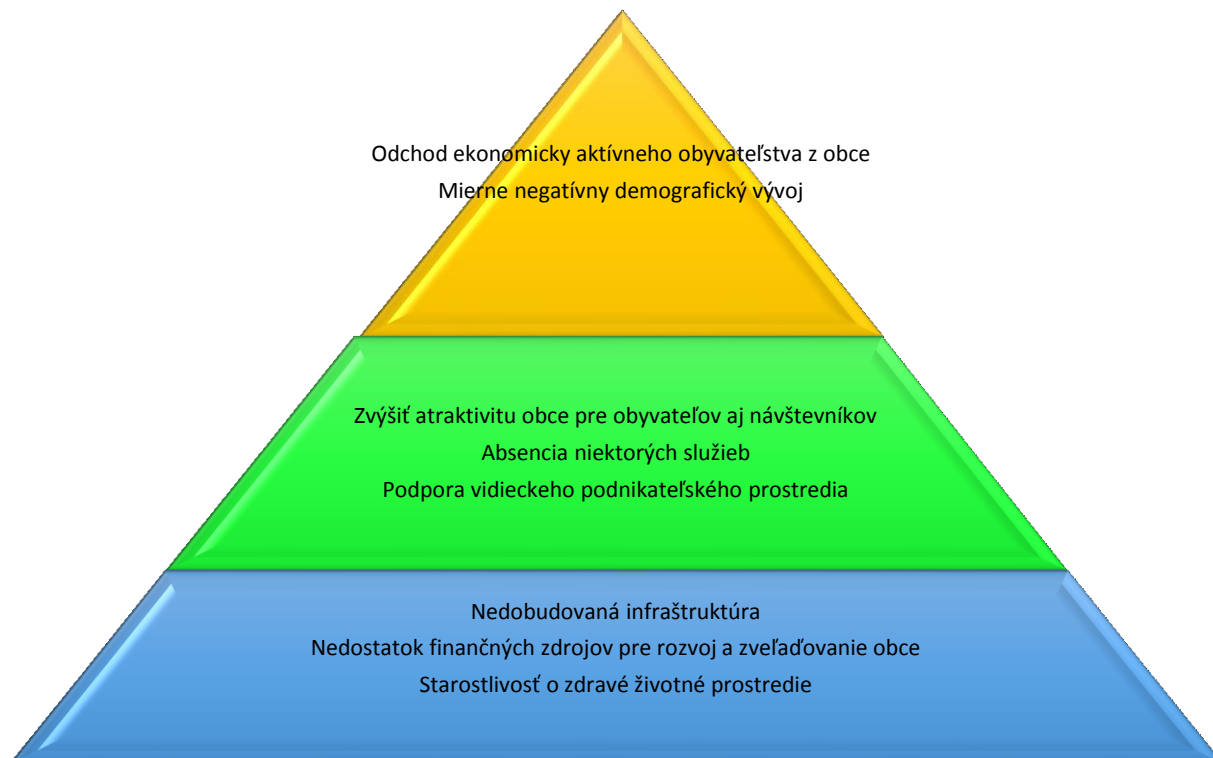 Odchod ekonomicky aktívneho obyvateľstva z obce
Mierne negatívny demografický vývoj
Zvýšiť atraktivitu obce pre obyvateľov aj návštevníkov
Absencia niektorých služieb
Podpora vidieckeho podnikateľského prostredia
Nedobudovaná infraštruktúra
Nedostatok finančných zdrojov pre rozvoj a zveľaďovanie obce
Starostlivosť o zdravé životné prostredie